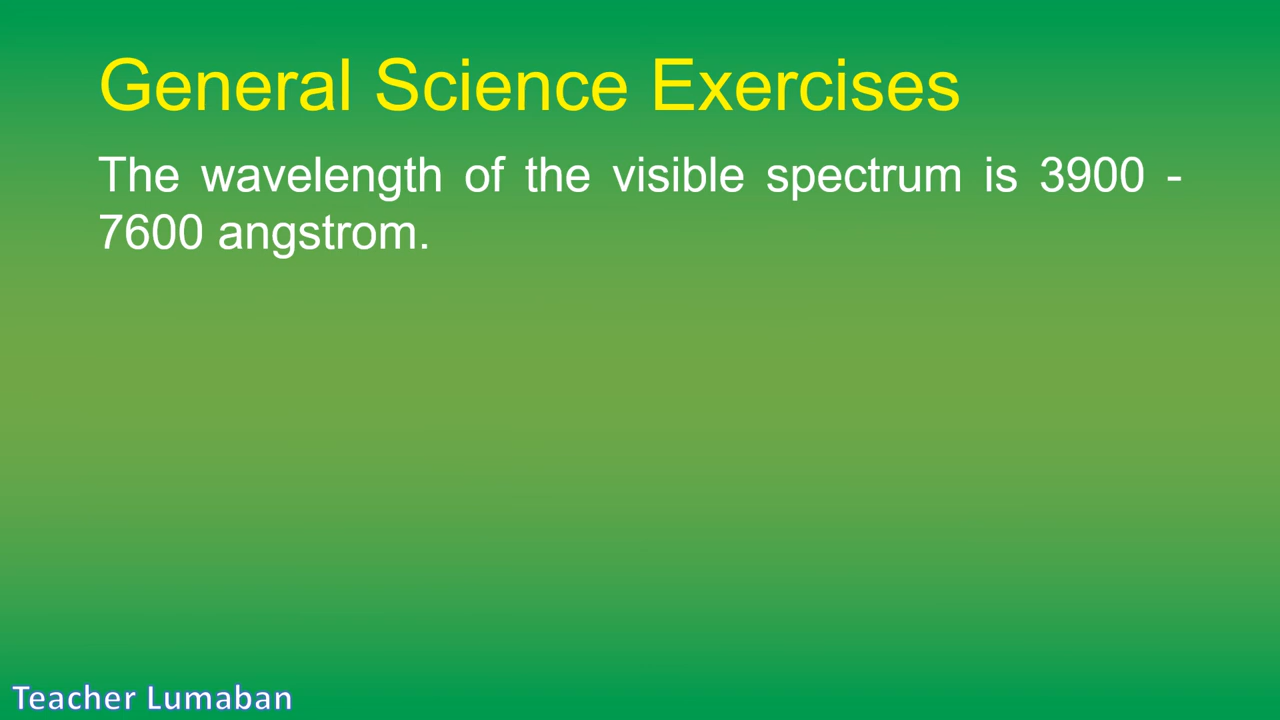 General Science Exercises
The wavelength of the visible spectrum is 3900 -
7600 angstrom.
Teacher Lumaban